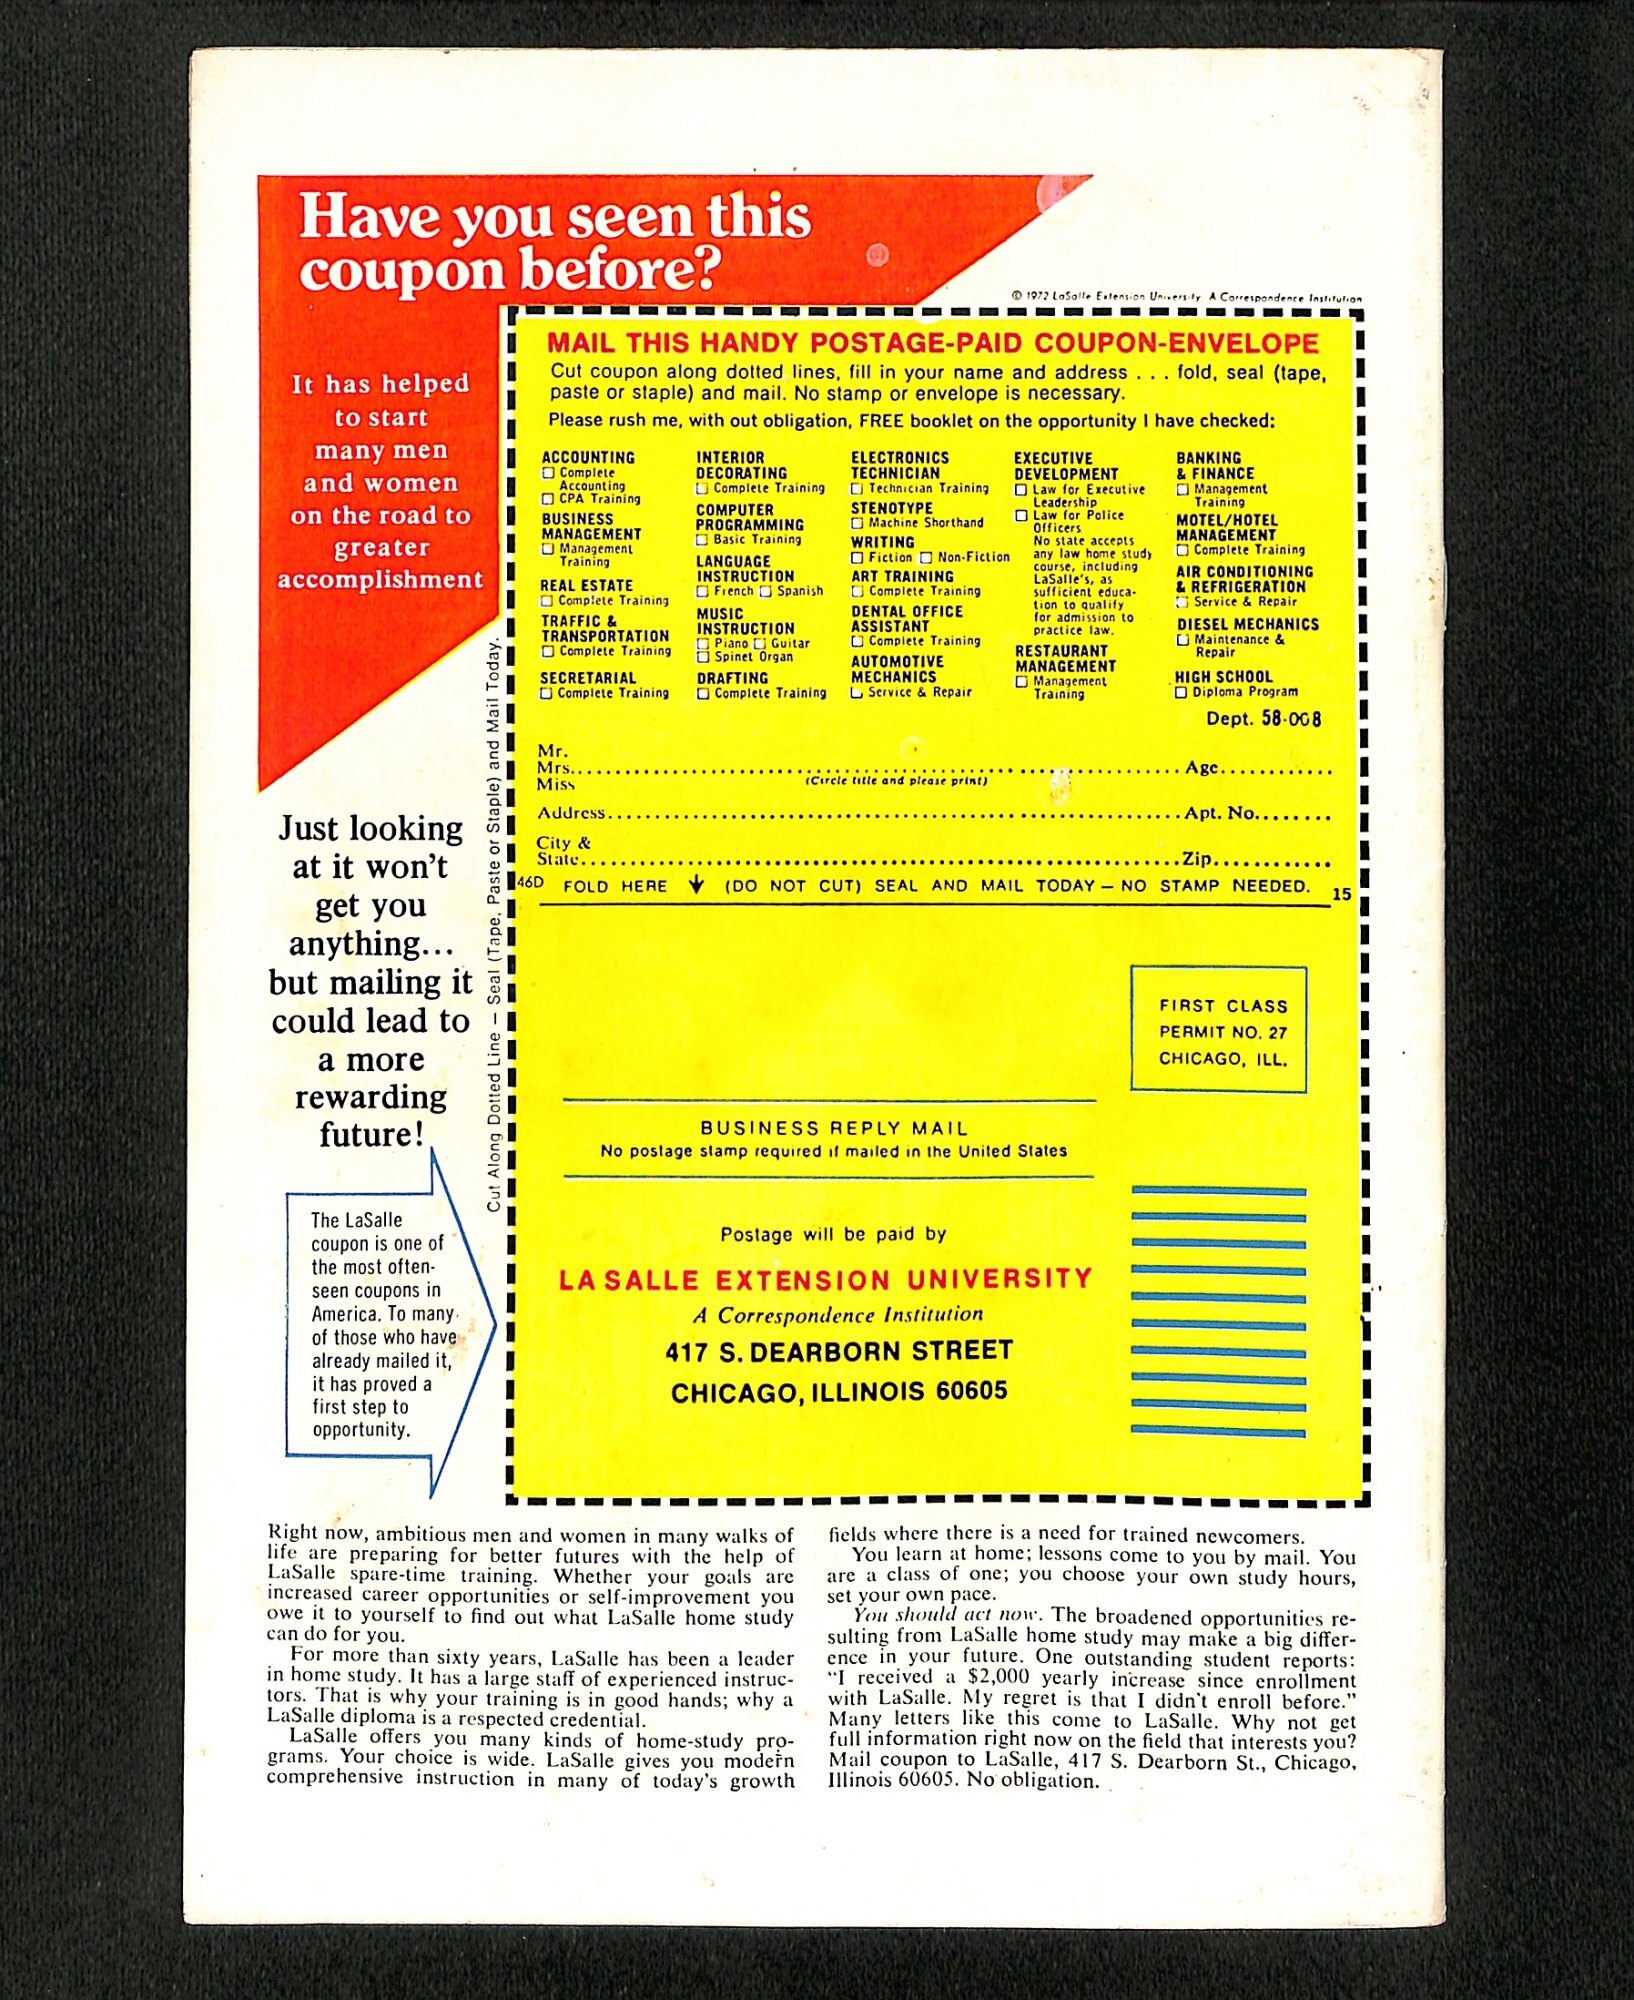 Have you seen this
coupon before?
© 1972 LaSalle Extension University A Correspondence Institution
It has helped
to start
many men
and women
on the road to
greater
accomplishment
Just looking
at it won't
get you
anything...
but mailing it
could lead to
a more
rewarding
future!
The LaSalle
coupon is one of
the most often-
seen coupons in
America. To many
of those who have
already mailed it,
it has proved a
first step to
opportunity.
Cut Along Dotted Line – Seal (Tape, Paste or Staple) and Mail Today.
MAIL THIS HANDY POSTAGE-PAID COUPON-ENVELOPE
Cut coupon along dotted lines, fill in your name and address . . . fold, seal (tape,
paste or staple) and mail. No stamp or envelope is necessary.
Please rush me, with out obligation, FREE booklet on the opportunity I have checked:
ACCOUNTING
Complete
Accounting
CPA Training
BUSINESS
MANAGEMENT
Management
Training
REAL ESTATE
Complete Training
TRAFFIC &
TRANSPORTATION
Complete Training
SECRETARIAL
Complete Training
INTERIOR
DECORATING
Complete Training
COMPUTER
PROGRAMMING
Basic Training
LANGUAGE
INSTRUCTION
French Spanish
MUSIC
INSTRUCTION
Piano Guitar
Spinet Organ
DRAFTING
Complete Training
ELECTRONICS
TECHNICIAN
Technician Training
STENOTYPE
Machine Shorthand
WRITING
Fiction Non-Fiction
ART TRAINING
Complete Training
DENTAL OFFICE
ASSISTANT
Complete Training
AUTOMOTIVE
MECHANICS
Service & Repair
EXECUTIVE
DEVELOPMENT
Law for Executive
Leadership
Law for Police
Officers
No state accepts
any law home study
course, including
LaSalle's, as
sufficient educa-
tion to qualify
for admission to
practice law.
RESTAURANT
MANAGEMENT
Management
Training
BANKING
& FINANCE
Management
Training
MOTEL/HOTEL
MANAGEMENT
Complete Training
AIR CONDITIONING
& REFRIGERATION
Service & Repair
DIESEL MECHANICS
Maintenance &
Repair
HIGH SCHOOL
Diploma Program
Dept. 58-008
Mr.
Mrs. Age
Miss (Circle title and please print)
Address Apt. No.
City &
State Zip
46D FOLD HERE (DO NOT CUT) SEAL AND MAIL TODAY – NO STAMP NEEDED. 15
FIRST CLASS
PERMIT NO. 27
CHICAGO, ILL.
BUSINESS REPLY MAIL
No postage stamp required if mailed in the United States
Postage will be paid by
LA SALLE EXTENSION UNIVERSITY
A Correspondence Institution
417 S. DEARBORN STREET
CHICAGO, ILLINOIS 60605
Right now, ambitious men and women in many walks of
life are preparing for better futures with the help of
LaSalle spare-time training. Whether your goals are
increased career opportunities or self-improvement you
owe it to yourself to find out what LaSalle home study
can do for you.
For more than sixty years, LaSalle has been a leader
in home study. It has a large staff of experienced instruc-
tors. That is why your training is in good hands; why a
LaSalle diploma is a respected credential.
LaSalle offers you many kinds of home-study pro-
grams. Your choice is wide. LaSalle gives you modern
comprehensive instruction in many of today's growth
fields where there is a need for trained newcomers.
You learn at home; lessons come to you by mail. You
are a class of one; you choose your own study hours,
set your own pace.
You should act now. The broadened opportunities re-
sulting from LaSalle home study may make a big differ-
ence in your future. One outstanding student reports:
"I received a $2,000 yearly increase since enrollment
with LaSalle. My regret is that I didn't enroll before."
Many letters like this come to LaSalle. Why not get
full information right now on the field that interests you?
Mail coupon to LaSalle, 417 S. Dearborn St., Chicago,
Illinois 60605. No obligation.